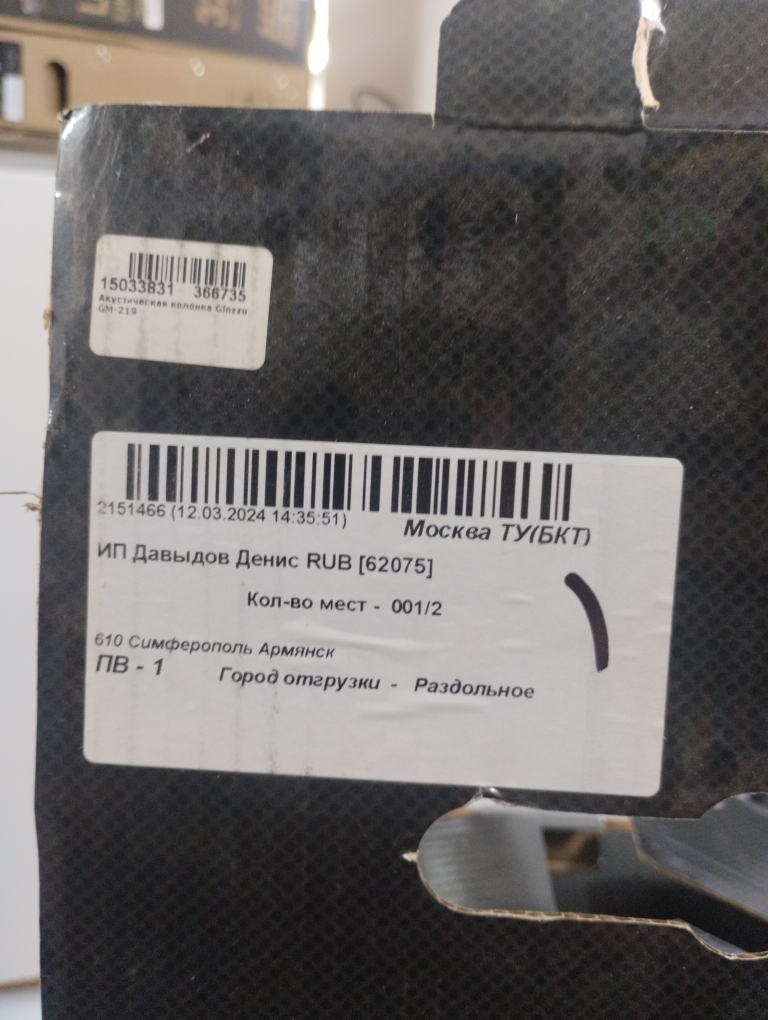 15033831 366735
Акустическая колонка Ginzzu
GM-219
2151466 (12.03.2024 14:35:51)
Москва ТУ(БКТ)
ИП Давыдов Денис RUB [62075]
Кол-во мест - 001/2
610 Симферополь Армянск
ПВ - 1
Город отгрузки - Раздольное